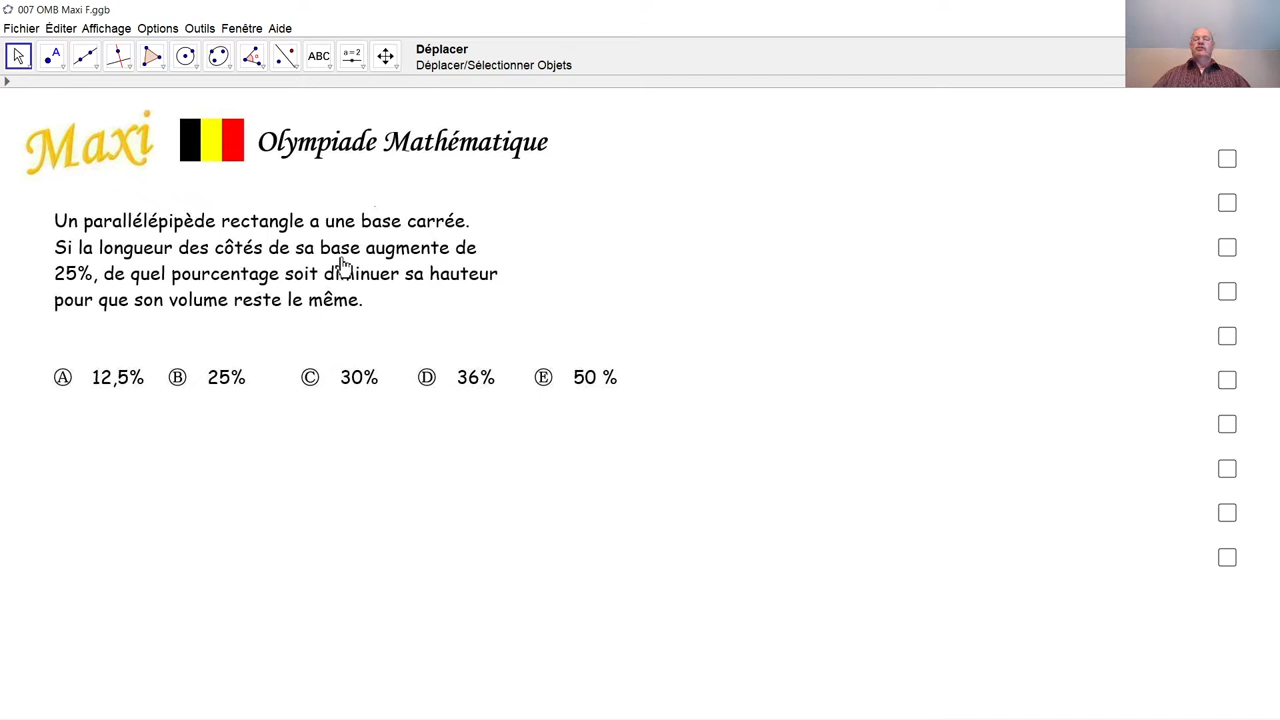 007 OMB Maxi F.ggb
Fichier Éditer Affichage Options Outils Fenêtre Aide
A
ABC
a=2
Déplacer
Déplacer/Sélectionner Objets
Maxi
Olympiade Mathématique
Un parallélépipède rectangle a une base carrée.
Si la longueur des côtés de sa base augmente de
25%, de quel pourcentage soit diminuer sa hauteur
pour que son volume reste le même.
Ⓐ 12,5% Ⓑ 25% Ⓒ 30% Ⓓ 36% Ⓔ 50 %